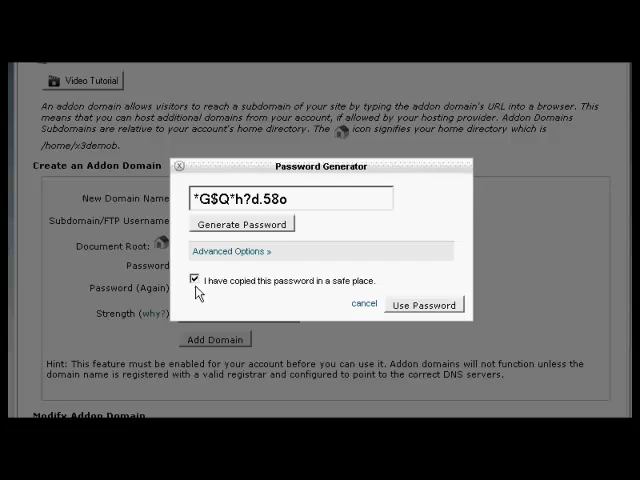 Video Tutorial
An addon domain allows visitors to reach a subdomain of your site by typing the addon domain's URL into a browser. This
means that you can host additional domains from your account, if allowed by your hosting provider. Addon Domains
Subdomains are relative to your account's home directory. The icon signifies your home directory which is
/home/x3demob.
Create an Addon Domain
Password Generator
New Domain Name
*G$Q*h?d.58o
Subdomain/FTP Username
Generate Password
Document Root:
Advanced Options »
Password
I have copied this password in a safe place.
Password (Again)
cancel
Use Password
Strength (why?)
Add Domain
Hint: This feature must be enabled for your account before you can use it. Addon domains will not function unless the
domain name is registered with a valid registrar and configured to point to the correct DNS servers.
Modify Addon Domain